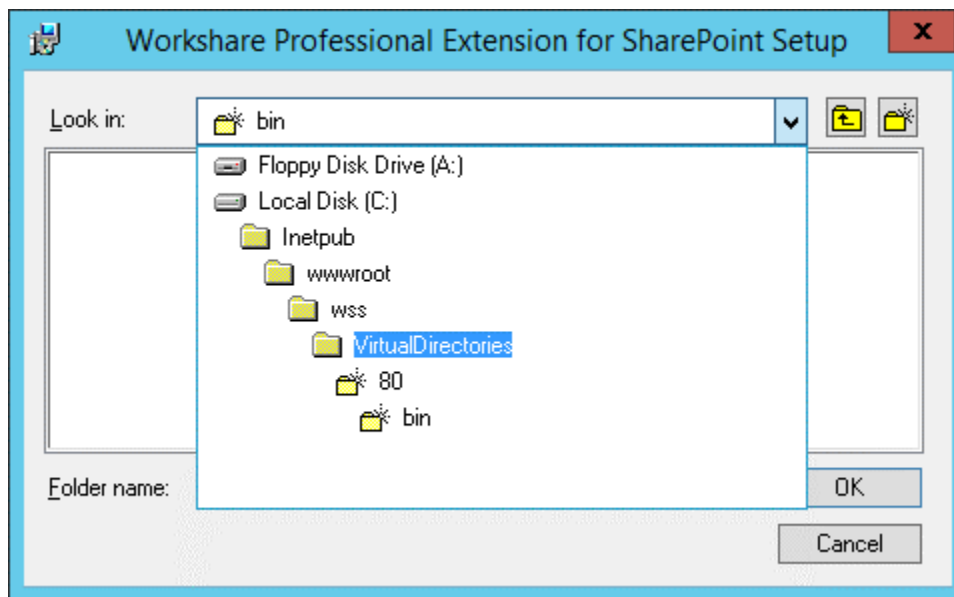 Workshare Professional Extension for SharePoint Setup
x
Look in: bin
Floppy Disk Drive (A:)
Local Disk (C:)
Inetpub
wwwroot
wss
VirtualDirectories
80
bin
Folder name: OK
Cancel